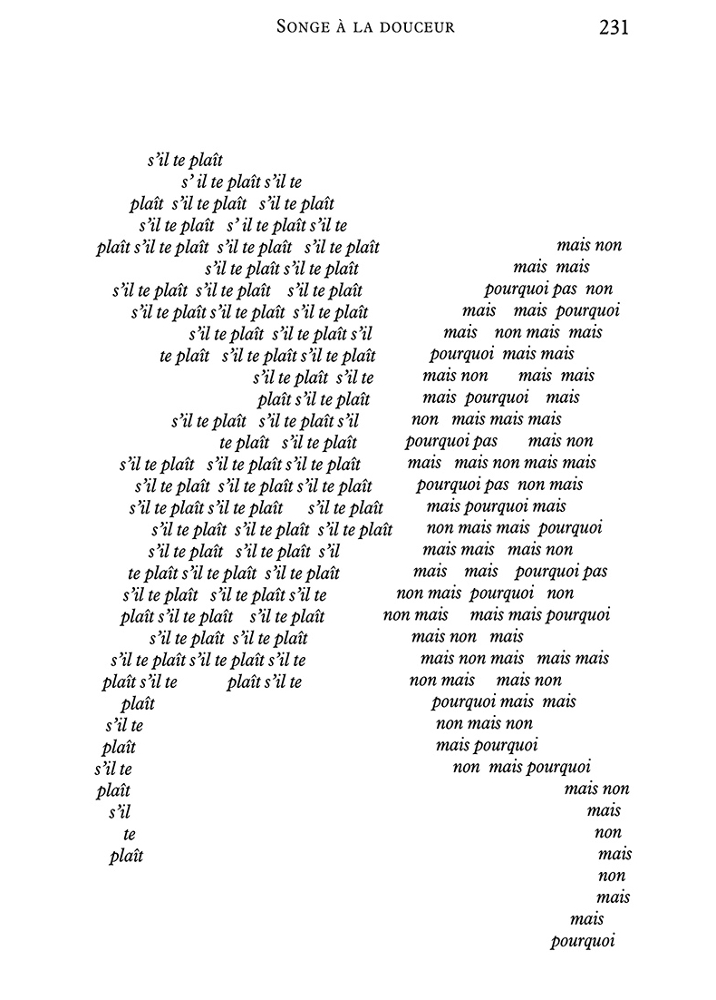 Songe à la douceur
231
s’il te plaît
s’ il te plaît s’il te
plaît s’il te plaît s’il te plaît
s’il te plaît s’ il te plaît s’il te
plaît s’il te plaît s’il te plaît s’il te plaît
s’il te plaît s’il te plaît
s’il te plaît s’il te plaît s’il te plaît
s’il te plaît s’il te plaît s’il te plaît
s’il te plaît s’il te plaît s’il
te plaît s’il te plaît s’il te plaît
s’il te plaît s’il te
plaît s’il te plaît
s’il te plaît s’il te plaît s’il
te plaît s’il te plaît
s’il te plaît s’il te plaît s’il te plaît
s’il te plaît s’il te plaît s’il te plaît
s’il te plaît s’il te plaît s’il te plaît
s’il te plaît s’il te plaît s’il te plaît
s’il te plaît s’il te plaît s’il
te plaît s’il te plaît s’il te plaît
s’il te plaît s’il te plaît s’il te
plaît s’il te plaît s’il te plaît
s’il te plaît s’il te plaît
s’il te plaît s’il te plaît s’il te
plaît s’il te plaît s’il te
plaît
s’il te
plaît
s’il te
plaît
s’il
te
plaît
mais non
mais mais
pourquoi pas non
mais mais pourquoi
mais non mais mais
pourquoi mais mais
mais non mais mais
mais pourquoi mais
non mais mais mais
pourquoi pas mais non
mais mais non mais mais
pourquoi pas non mais
mais pourquoi mais
non mais mais pourquoi
mais mais mais non
mais mais pourquoi pas
non mais pourquoi non
non mais mais mais pourquoi
mais non mais
mais non mais mais mais
non mais mais non
pourquoi mais mais
non mais non
mais pourquoi
non mais pourquoi
mais non
mais
non
mais
non
mais
mais
pourquoi